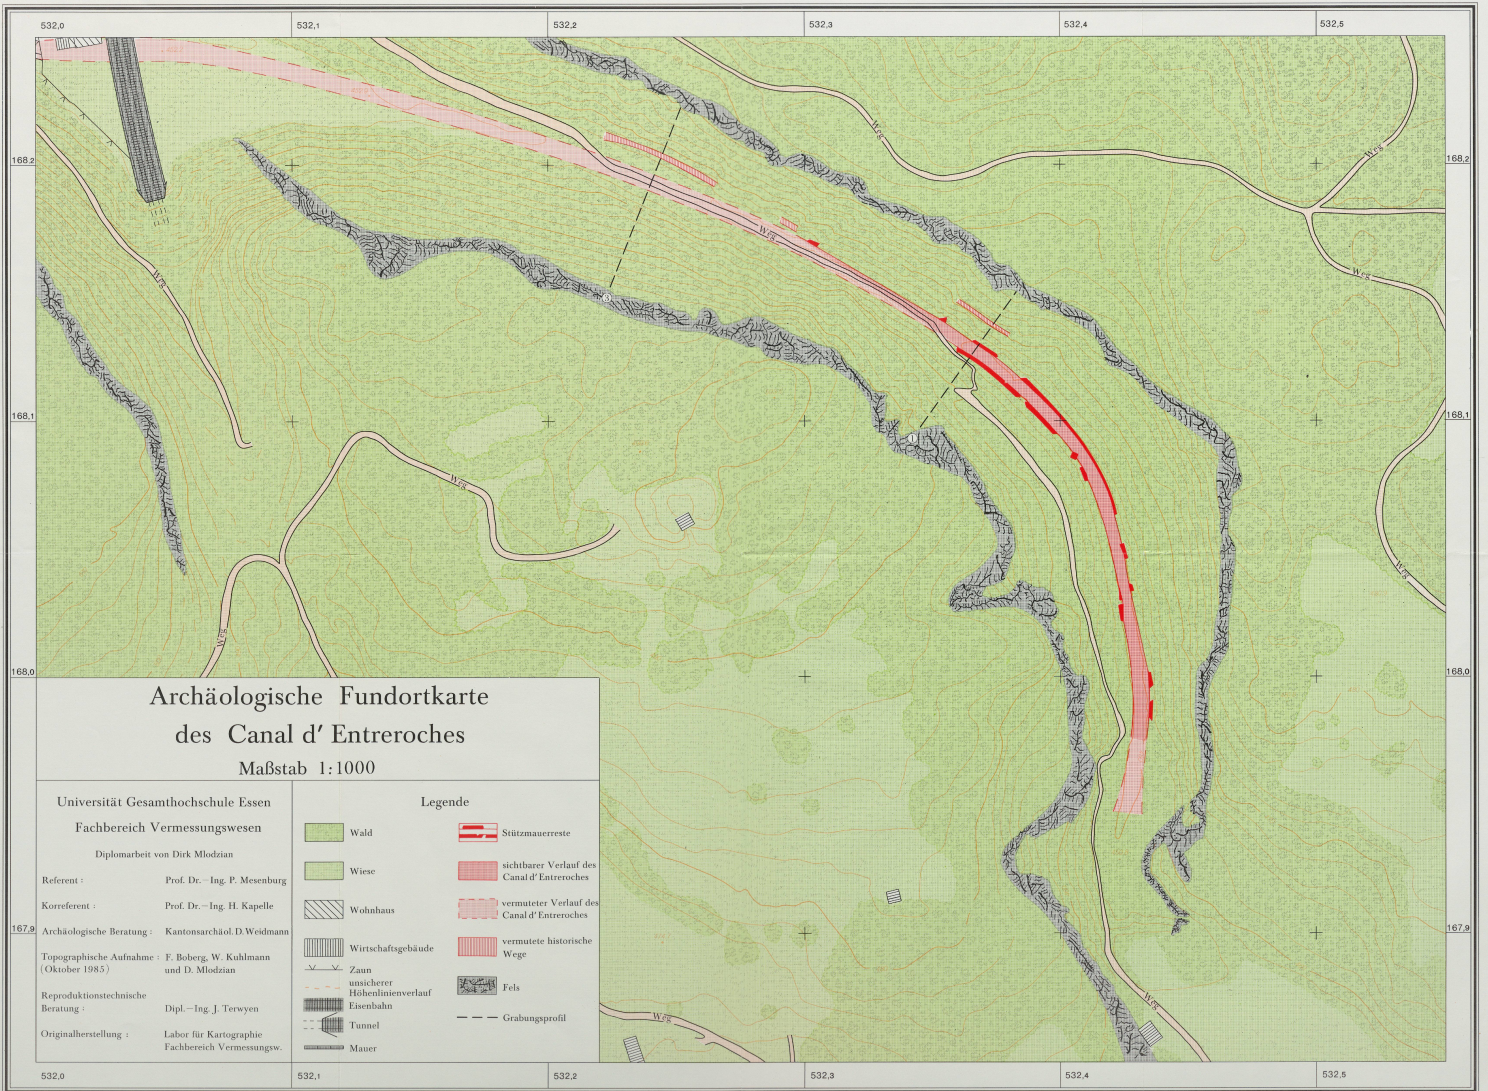 532,0 532,1 532,2 532,3 532,4 532,5
168,2 168,2
Weg
Weg
Weg
Weg
Weg
③
168,1 168,1
①
Weg
Weg
Weg
168,0 168,0
Archäologische Fundortkarte
des Canal d' Entreroches
Maßstab 1:1000
Universität Gesamthochschule Essen
Fachbereich Vermessungswesen
Diplomarbeit von Dirk Mlodzian
Referent : Prof. Dr.–Ing. P. Mesenburg
Korreferent : Prof. Dr.–Ing. H. Kapelle
Archäologische Beratung : Kantonsarchäol. D. Weidmann
Topographische Aufnahme : F. Boberg, W. Kuhlmann
(Oktober 1985) und D. Mlodzian
Reproduktionstechnische
Beratung : Dipl.–Ing. J. Terwyen
Originalherstellung : Labor für Kartographie
Fachbereich Vermessungsw.
Legende
Wald
Wiese
Wohnhaus
Wirtschaftsgebäude
Zaun
unsicherer
Höhenlinienverlauf
Eisenbahn
Tunnel
Mauer
Stützmauerreste
sichtbarer Verlauf des
Canal d' Entreroches
vermuteter Verlauf des
Canal d' Entreroches
vermutete historische
Wege
Fels
Grabungsprofil
167,9 167,9
Weg
Weg
532,0 532,1 532,2 532,3 532,4 532,5